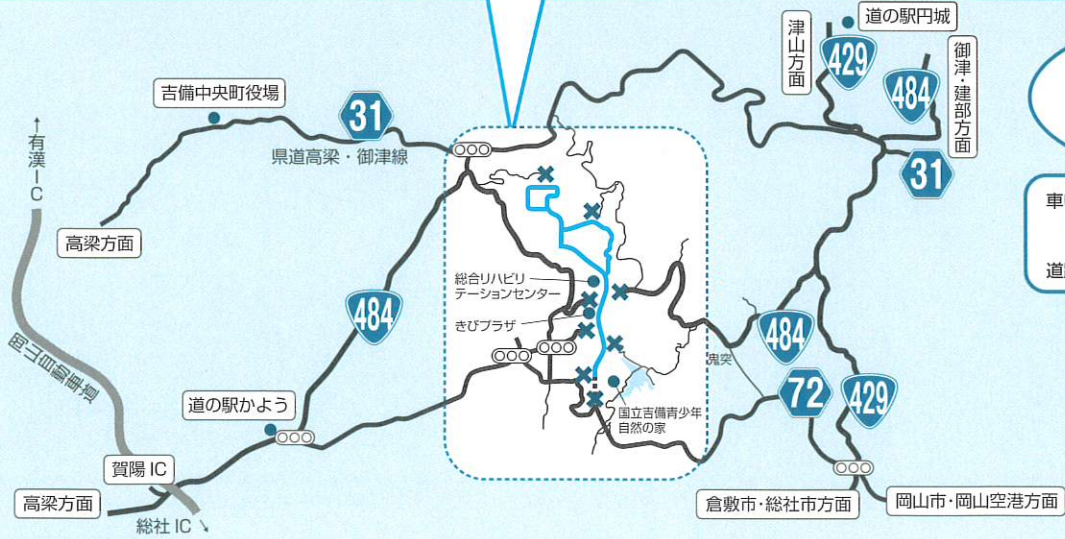 道の駅円城
津山方面
429
484
御津・建部方面
吉備中央町役場
31
県道高梁・御津線
31
←有漢IC
高梁方面
総合リハビリ
テーションセンター
484
きびプラザ
484
鬼突
岡山自動車道
道の駅かよう
72
429
国立吉備青少年
自然の家
賀陽IC
高梁方面
総社IC →
倉敷市・総社市方面
岡山市・岡山空港方面